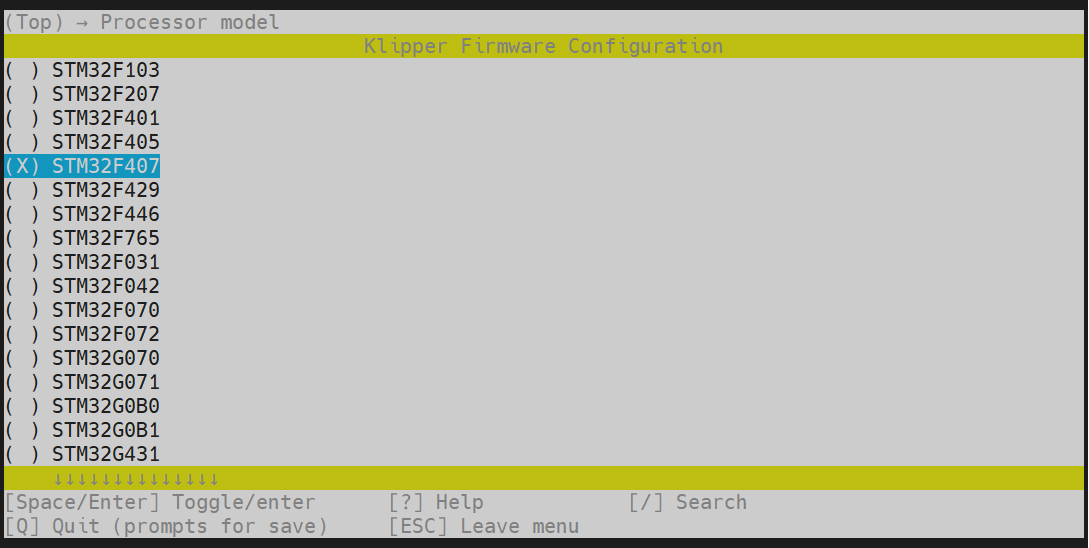 (Top) → Processor model
Klipper Firmware Configuration
( ) STM32F103
( ) STM32F207
( ) STM32F401
( ) STM32F405
(X) STM32F407
( ) STM32F429
( ) STM32F446
( ) STM32F765
( ) STM32F031
( ) STM32F042
( ) STM32F070
( ) STM32F072
( ) STM32G070
( ) STM32G071
( ) STM32G0B0
( ) STM32G0B1
( ) STM32G431
↓↓↓↓↓↓↓↓↓↓↓↓↓↓
[Space/Enter] Toggle/enter [?] Help [/] Search
[Q] Quit (prompts for save) [ESC] Leave menu